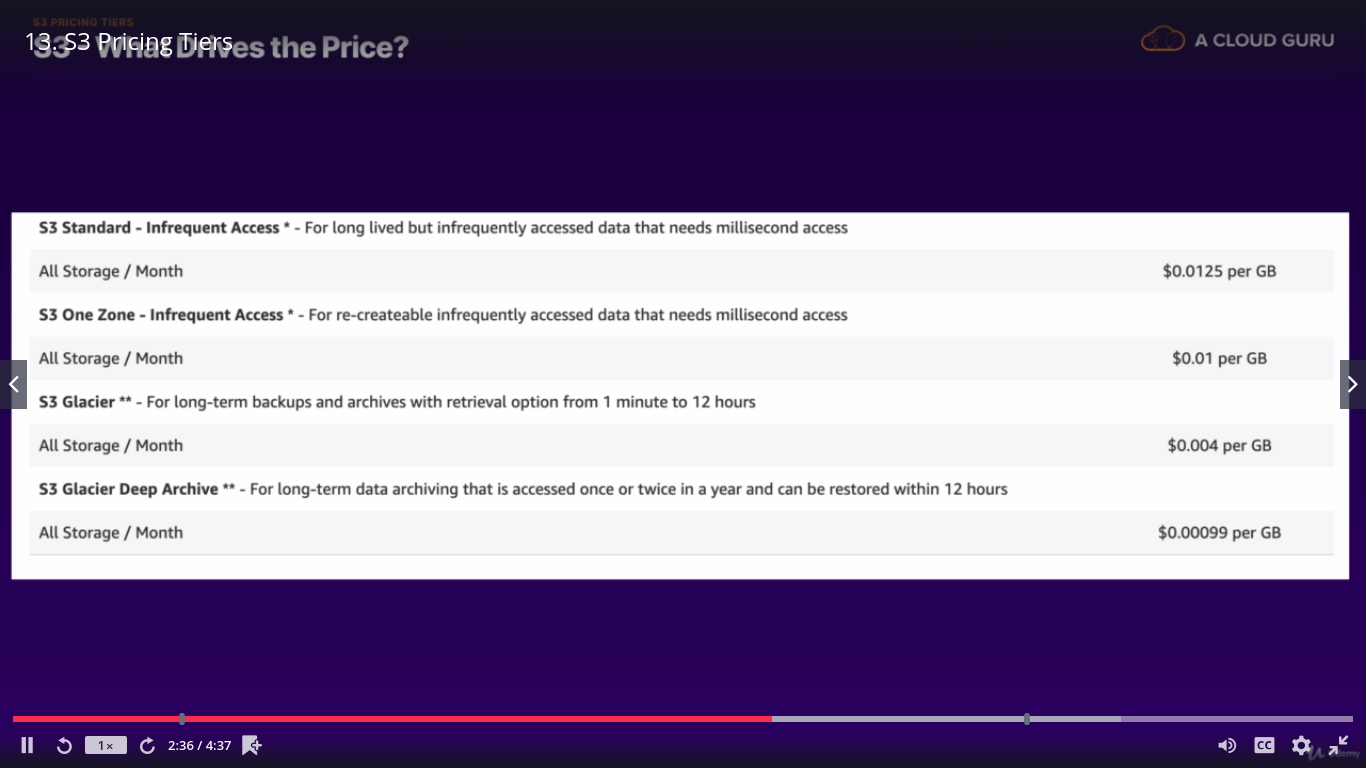 S3 PRICING TIERS
13. S3 Pricing Tiers
S3 - What Drives the Price?
A CLOUD GURU
S3 Standard - Infrequent Access * - For long lived but infrequently accessed data that needs millisecond access
All Storage / Month $0.0125 per GB
S3 One Zone - Infrequent Access * - For re-createable infrequently accessed data that needs millisecond access
All Storage / Month $0.01 per GB
S3 Glacier ** - For long-term backups and archives with retrieval option from 1 minute to 12 hours
All Storage / Month $0.004 per GB
S3 Glacier Deep Archive ** - For long-term data archiving that is accessed once or twice in a year and can be restored within 12 hours
All Storage / Month $0.00099 per GB
1× 2:36 / 4:37 CC
Udemy